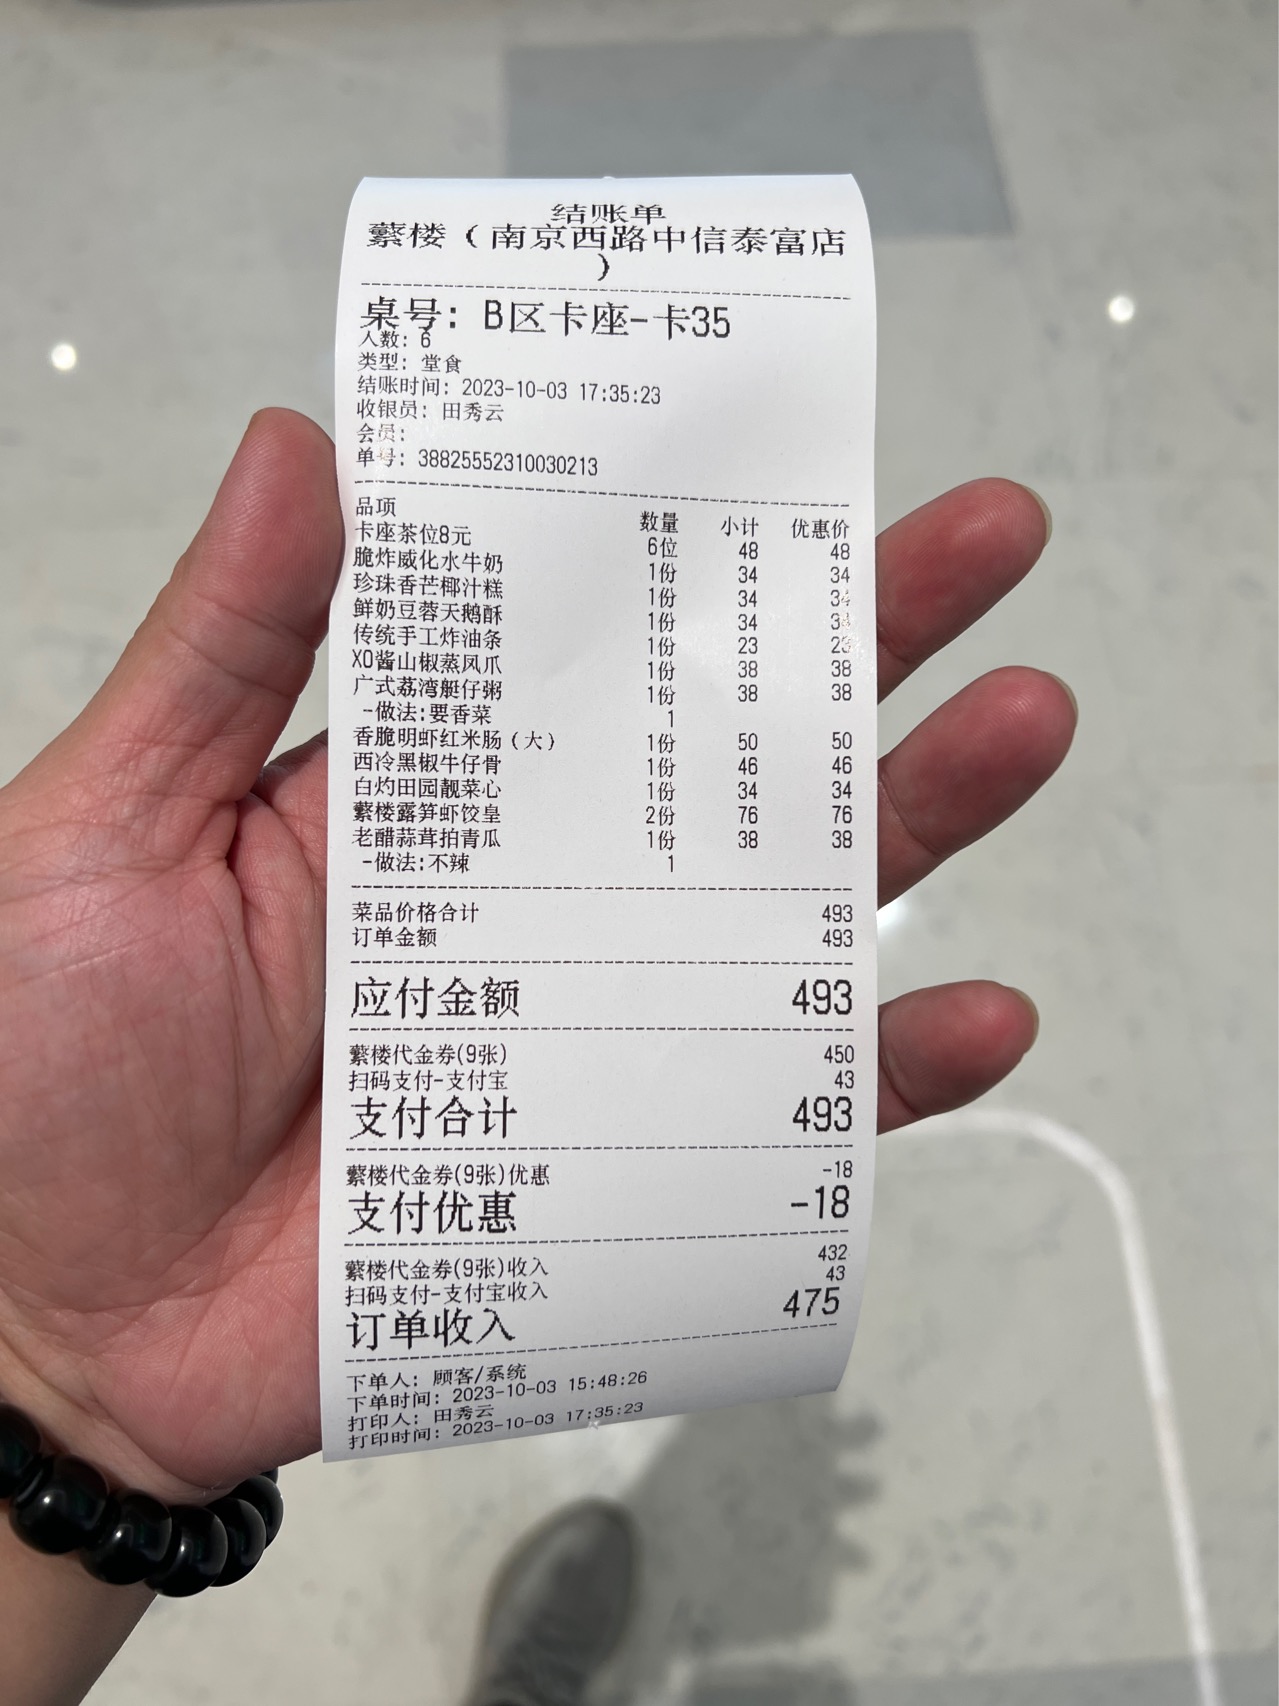 结账单
蘩楼（南京西路中信泰富店
）
桌号：B区卡座-卡35
人数：6
类型：堂食
结账时间：2023-10-03 17:35:23
收银员：田秀云
会员：
单号：38825552310030213
品项 数量 小计 优惠价
卡座茶位8元 6位 48 48
脆炸威化水牛奶 1份 34 34
珍珠香芒椰汁糕 1份 34 34
鲜奶豆蓉天鹅酥 1份 34 34
传统手工炸油条 1份 23 23
XO酱山椒蒸凤爪 1份 38 38
广式荔湾艇仔粥 1份 38 38
-做法:要香菜 1
香脆明虾红米肠（大） 1份 50 50
西冷黑椒牛仔骨 1份 46 46
白灼田园靓菜心 1份 34 34
蘩楼露笋虾饺皇 2份 76 76
老醋蒜茸拍青瓜 1份 38 38
-做法:不辣 1
菜品价格合计 493
订单金额 493
应付金额 493
蘩楼代金券(9张) 450
扫码支付-支付宝 43
支付合计 493
蘩楼代金券(9张)优惠 -18
支付优惠 -18
蘩楼代金券(9张)收入 432
扫码支付-支付宝收入 43
订单收入 475
下单人：顾客/系统
下单时间：2023-10-03 15:48:26
打印人：田秀云
打印时间：2023-10-03 17:35:23